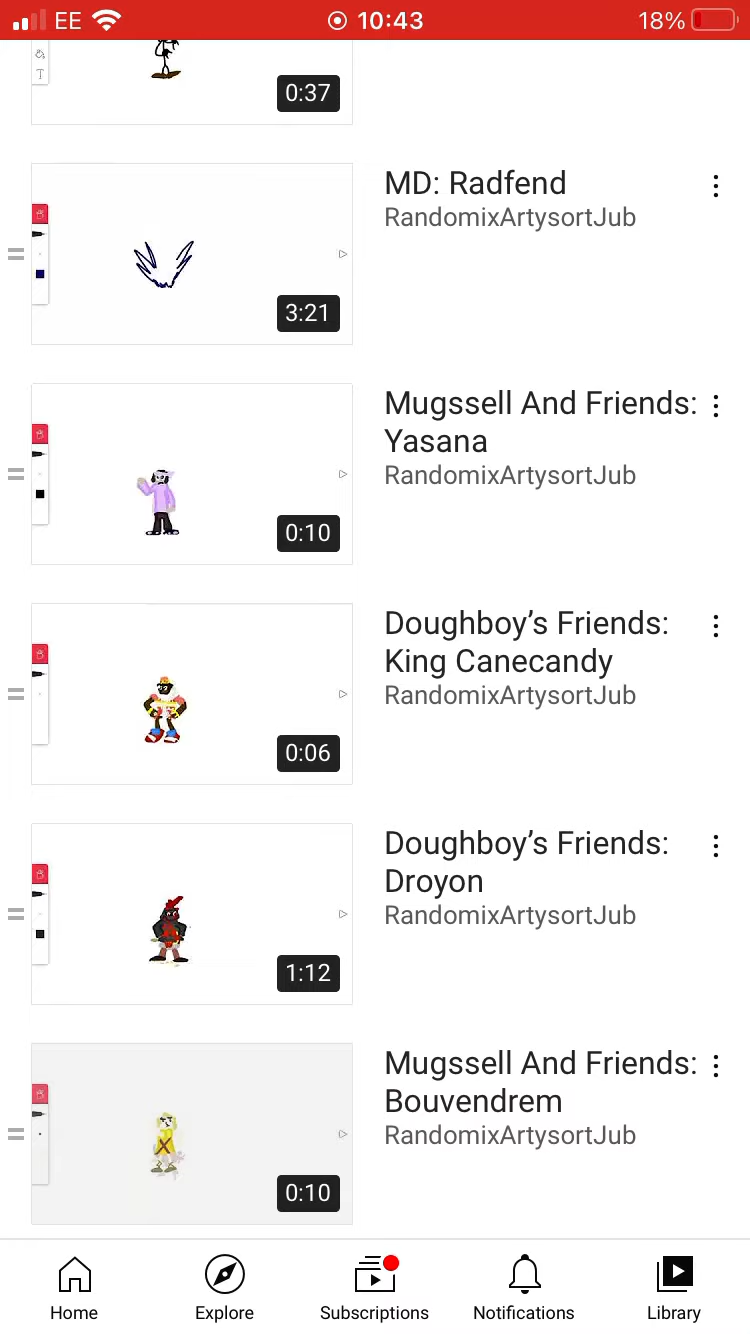 EE 10:43 18%
T
0:37
MD: Radfend
RandomixArtysortJub
3:21
Mugssell And Friends:
Yasana
RandomixArtysortJub
0:10
Doughboy’s Friends:
King Canecandy
RandomixArtysortJub
0:06
Doughboy’s Friends:
Droyon
RandomixArtysortJub
1:12
Mugssell And Friends:
Bouvendrem
RandomixArtysortJub
0:10
Home Explore Subscriptions Notifications Library